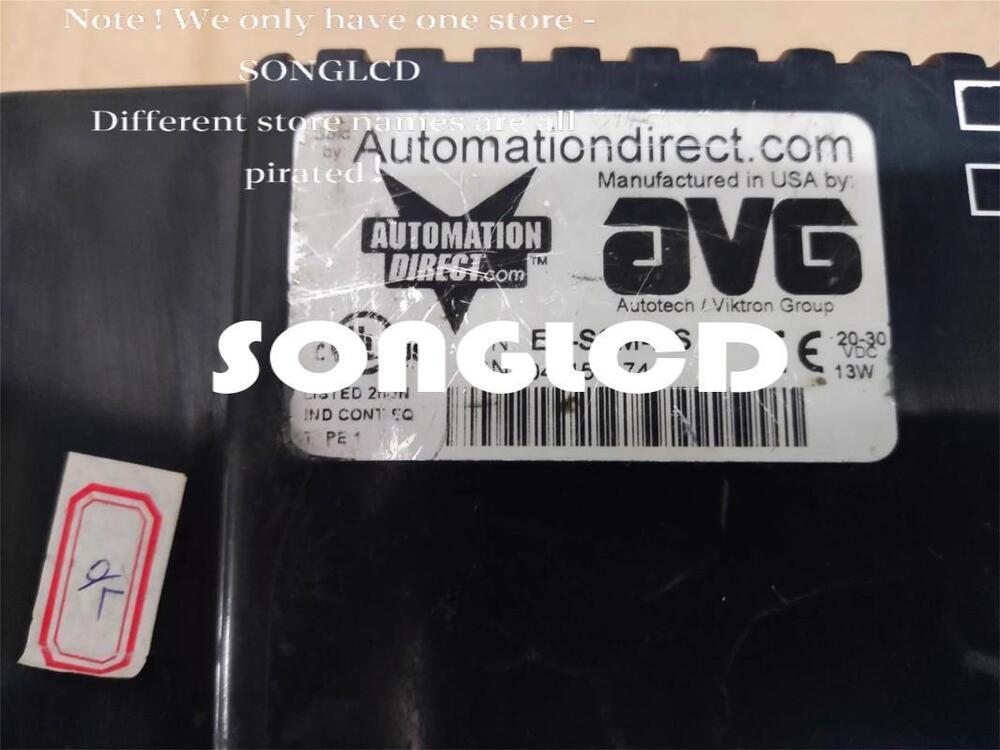 Note ! We only have one store -
SONGLCD
Different store names are all
pirated !
by:
Automationdirect.com
Manufactured in USA by:
AUTOMATION
DIRECT.com
TM
AVG
Autotech / Viktron Group
SONGLCD
20-30
VDC
13W
LISTED
IND CONT EQ